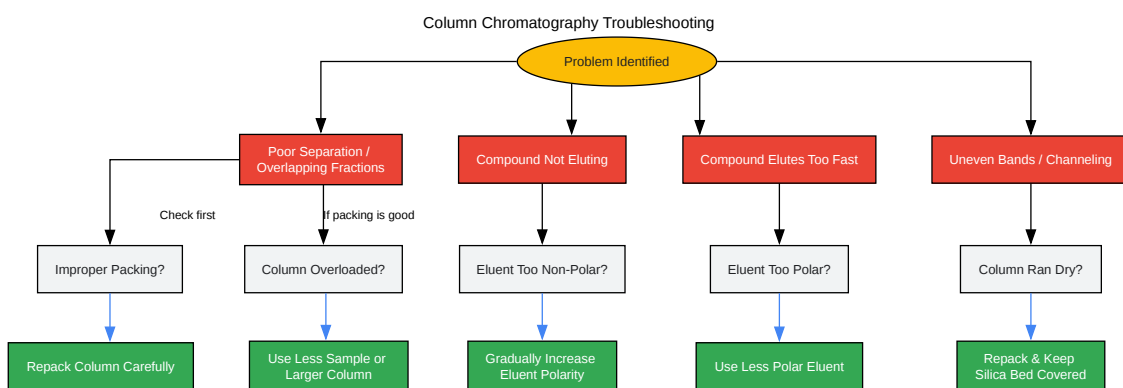 Column Chromatography Troubleshooting
Problem Identified
Poor Separation /
Overlapping Fractions
Compound Not Eluting
Compound Elutes Too Fast
Uneven Bands / Channeling
Check first
If packing is good
Improper Packing?
Column Overloaded?
Eluent Too Non-Polar?
Eluent Too Polar?
Column Ran Dry?
Repack Column Carefully
Use Less Sample or
Larger Column
Gradually Increase
Eluent Polarity
Use Less Polar Eluent
Repack & Keep
Silica Bed Covered